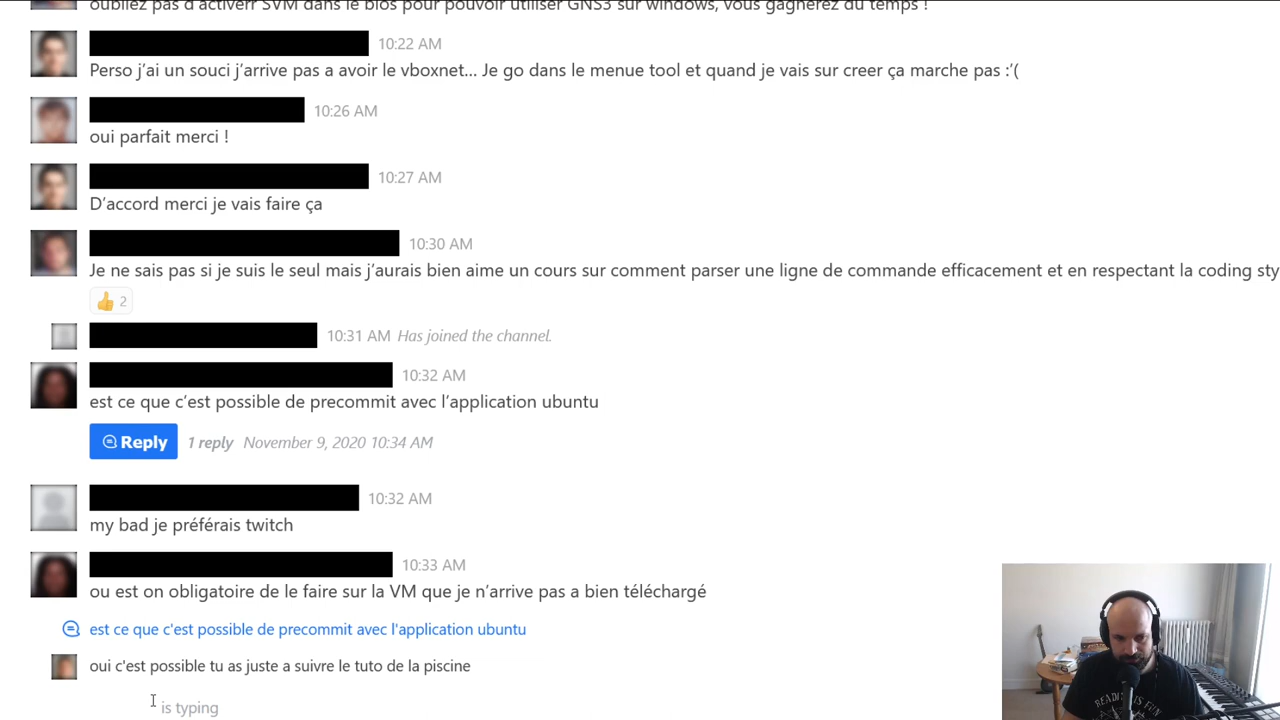 oubliez pas d'activerr SVM dans le bios pour pouvoir utiliser GNS3 sur windows, vous gagnerez du temps !
10:22 AM
Perso j'ai un souci j'arrive pas a avoir le vboxnet... Je go dans le menue tool et quand je vais sur creer ça marche pas :'(
10:26 AM
oui parfait merci !
10:27 AM
D'accord merci je vais faire ça
10:30 AM
Je ne sais pas si je suis le seul mais j'aurais bien aime un cours sur comment parser une ligne de commande efficacement et en respectant la coding sty
2
10:31 AM Has joined the channel.
10:32 AM
est ce que c'est possible de precommit avec l'application ubuntu
Reply 1 reply November 9, 2020 10:34 AM
10:32 AM
my bad je préférais twitch
10:33 AM
ou est on obligatoire de le faire sur la VM que je n'arrive pas a bien téléchargé
est ce que c'est possible de precommit avec l'application ubuntu
oui c'est possible tu as juste a suivre le tuto de la piscine
is typing